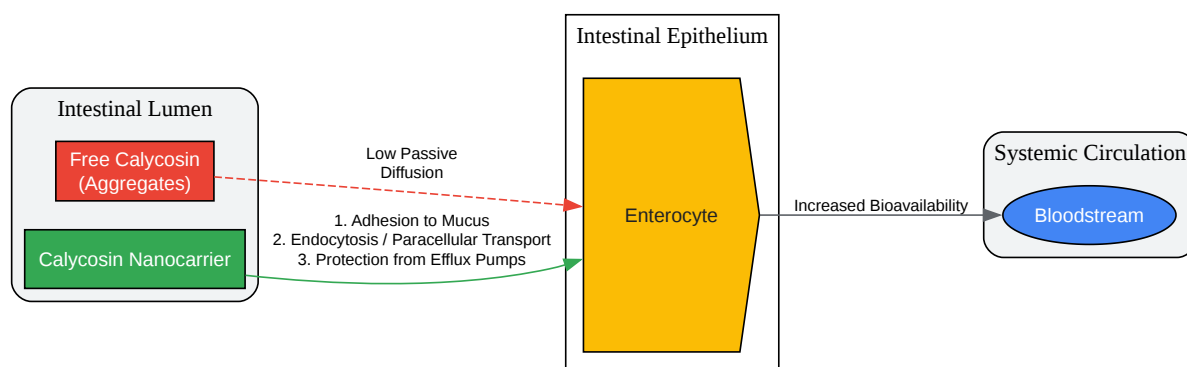 Intestinal Lumen
Free Calycosin
(Aggregates)
Calycosin Nanocarrier
Low Passive
Diffusion
1. Adhesion to Mucus
2. Endocytosis / Paracellular Transport
3. Protection from Efflux Pumps
Intestinal Epithelium
Enterocyte
Increased Bioavailability
Systemic Circulation
Bloodstream